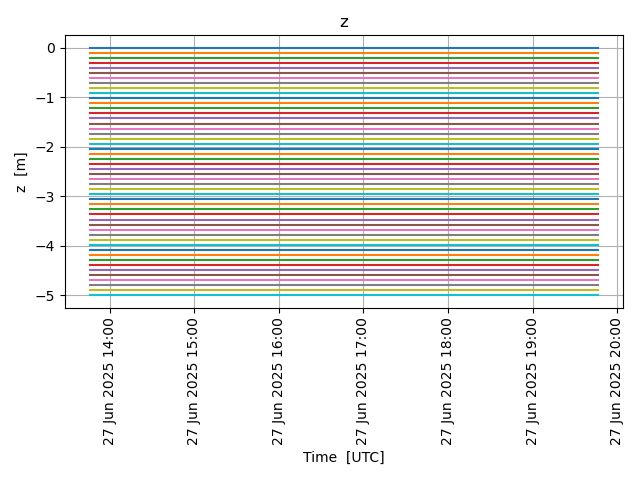 z
0
−1
−2
−3
−4
−5
z [m]
27 Jun 2025 14:00
27 Jun 2025 15:00
27 Jun 2025 16:00
27 Jun 2025 17:00
27 Jun 2025 18:00
27 Jun 2025 19:00
27 Jun 2025 20:00
Time [UTC]